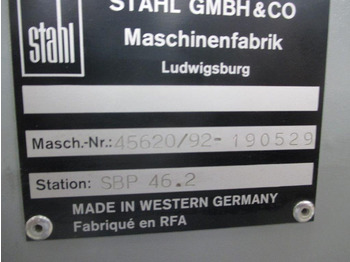 STAHL GMBH & CO
stahl
Maschinenfabrik
Ludwigsburg
Masch.-Nr.: 45620/92-190529
Station: SBP 46.2
MADE IN WESTERN GERMANY
Fabriqué en RFA